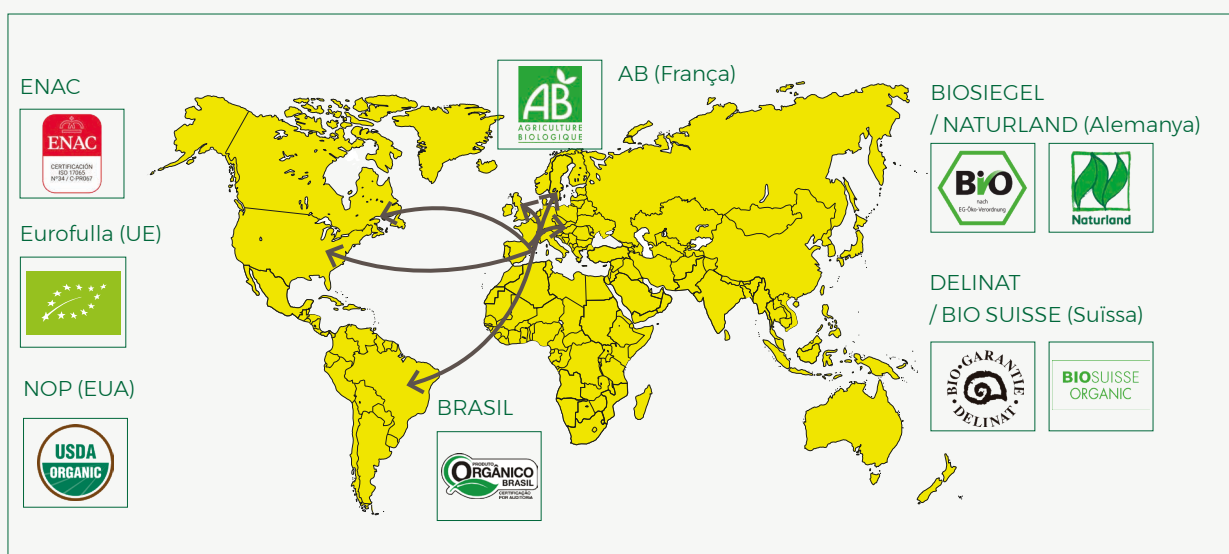 ENAC
ENAC
CERTIFICACIÓN
ISO 17065
Nº34 / C-PR067
Eurofulla (UE)
NOP (EUA)
USDA
ORGANIC
AB (França)
AB
AGRICULTURE
BIOLOGIQUE
BRASIL
PRODUTO
ORGÂNICO
BRASIL
CERTIFICAÇÃO
POR AUDITORIA
BIOSIEGEL
/ NATURLAND (Alemanya)
Bio
nach
EG-Öko-Verordnung
Naturland
DELINAT
/ BIO SUISSE (Suïssa)
BIO•GARANTIE
•DELINAT•
BIOSUISSE
ORGANIC